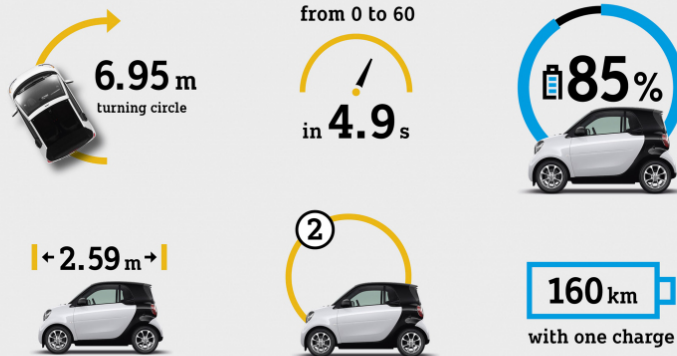 6.95 m
turning circle
from 0 to 60
in 4.9 s
85%
2.59 m
2
160 km
with one charge